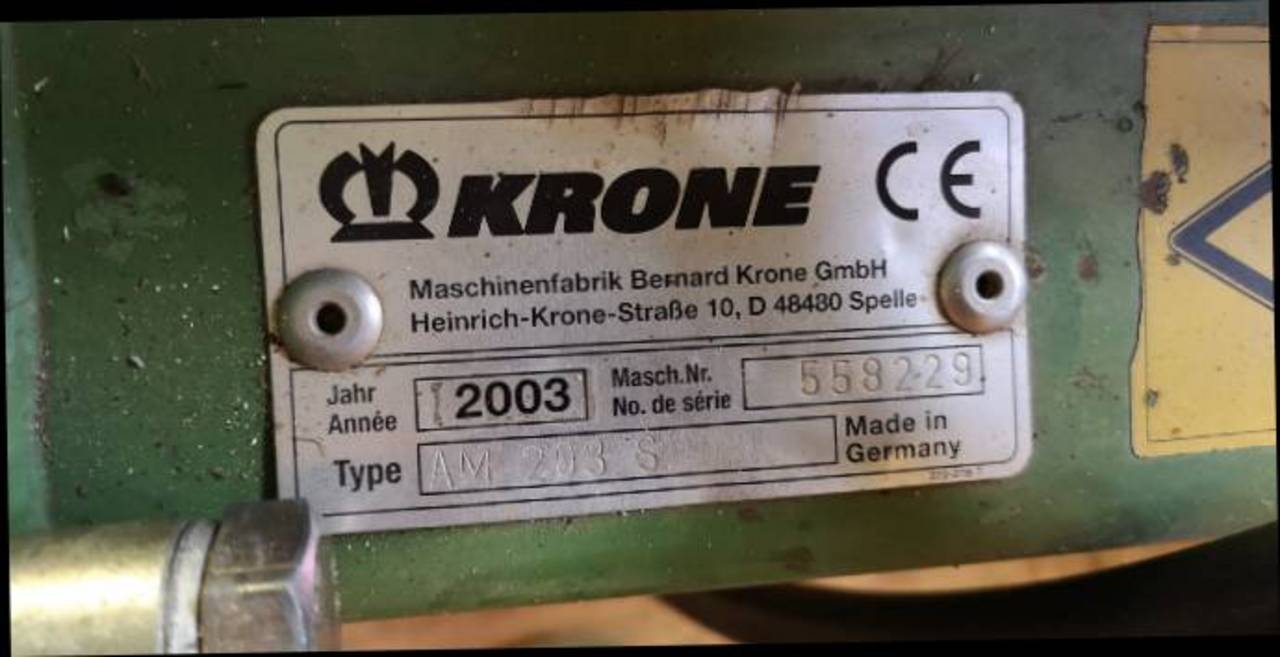 KRONE CE
Maschinenfabrik Bernard Krone GmbH
Heinrich-Krone-Straße 10, D 48480 Spelle
Jahr
Année
2003
Masch.Nr.
No. de série
558229
Type
AM 203 S
Made in
Germany